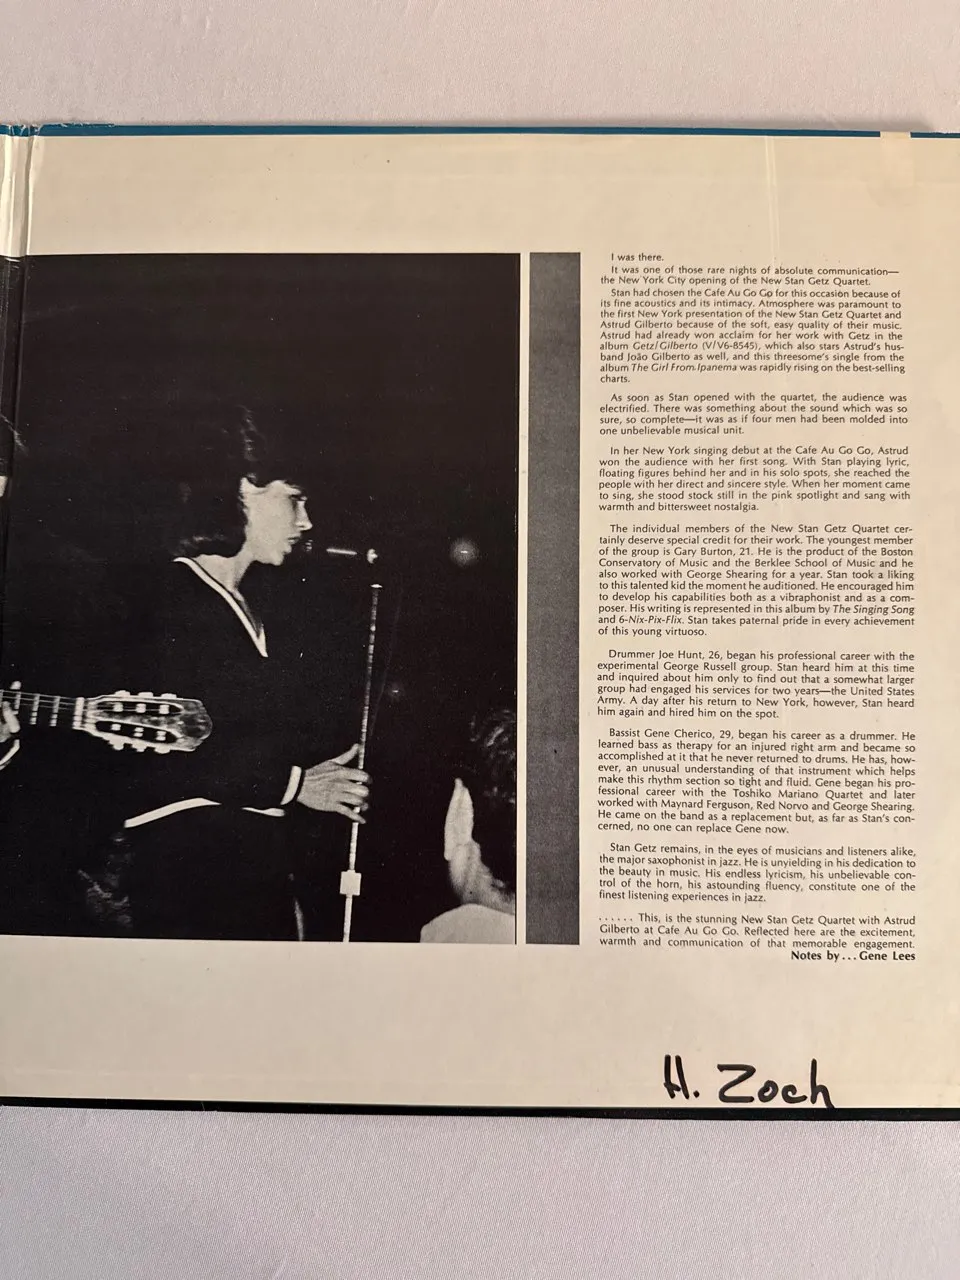 I was there.
It was one of those rare nights of absolute communication—
the New York City opening of the New Stan Getz Quartet.
Stan had chosen the Cafe Au Go Go for this occasion because of
its fine acoustics and its intimacy. Atmosphere was paramount to
the first New York presentation of the New Stan Getz Quartet and
Astrud Gilberto because of the soft, easy quality of their music.
Astrud had already won acclaim for her work with Getz in the
album Getz/Gilberto (V/V6-8545), which also stars Astrud's hus-
band João Gilberto as well, and this threesome's single from the
album The Girl From Ipanema was rapidly rising on the best-selling
charts.
As soon as Stan opened with the quartet, the audience was
electrified. There was something about the sound which was so
sure, so complete—it was as if four men had been molded into
one unbelievable musical unit.
In her New York singing debut at the Cafe Au Go Go, Astrud
won the audience with her first song. With Stan playing lyric,
floating figures behind her and in his solo spots, she reached the
people with her direct and sincere style. When her moment came
to sing, she stood stock still in the pink spotlight and sang with
warmth and bittersweet nostalgia.
The individual members of the New Stan Getz Quartet cer-
tainly deserve special credit for their work. The youngest member
of the group is Gary Burton, 21. He is the product of the Boston
Conservatory of Music and the Berklee School of Music and he
also worked with George Shearing for a year. Stan took a liking
to this talented kid the moment he auditioned. He encouraged him
to develop his capabilities both as a vibraphonist and as a com-
poser. His writing is represented in this album by The Singing Song
and 6-Nix-Pix-Flix. Stan takes paternal pride in every achievement
of this young virtuoso.
Drummer Joe Hunt, 26, began his professional career with the
experimental George Russell group. Stan heard him at this time
and inquired about him only to find out that a somewhat larger
group had engaged his services for two years—the United States
Army. A day after his return to New York, however, Stan heard
him again and hired him on the spot.
Bassist Gene Cherico, 29, began his career as a drummer. He
learned bass as therapy for an injured right arm and became so
accomplished at it that he never returned to drums. He has, how-
ever, an unusual understanding of that instrument which helps
make this rhythm section so tight and fluid. Gene began his pro-
fessional career with the Toshiko Mariano Quartet and later
worked with Maynard Ferguson, Red Norvo and George Shearing.
He came on the band as a replacement but, as far as Stan's con-
cerned, no one can replace Gene now.
Stan Getz remains, in the eyes of musicians and listeners alike,
the major saxophonist in jazz. He is unyielding in his dedication to
the beauty in music. His endless lyricism, his unbelievable con-
trol of the horn, his astounding fluency, constitute one of the
finest listening experiences in jazz.
...... This, is the stunning New Stan Getz Quartet with Astrud
Gilberto at Cafe Au Go Go. Reflected here are the excitement,
warmth and communication of that memorable engagement.
Notes by...Gene Lees
H. Zoch